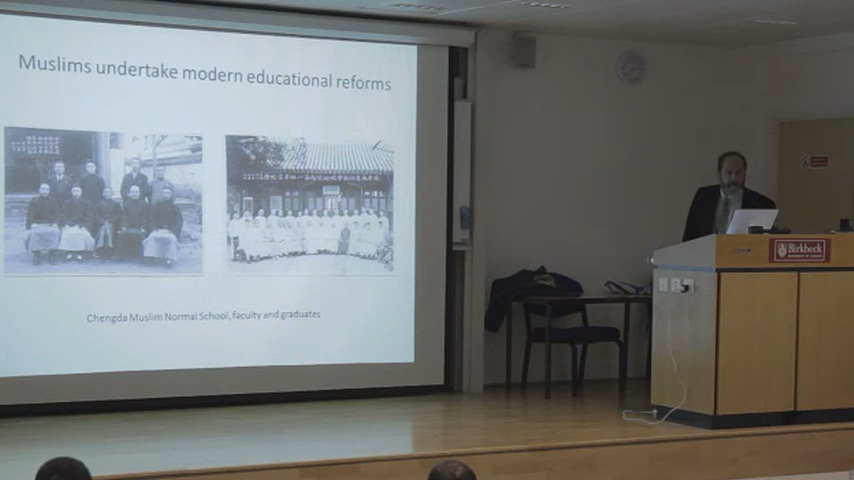 Muslims undertake modern educational reforms
Chengda Muslim Normal School, faculty and graduates
Birkbeck